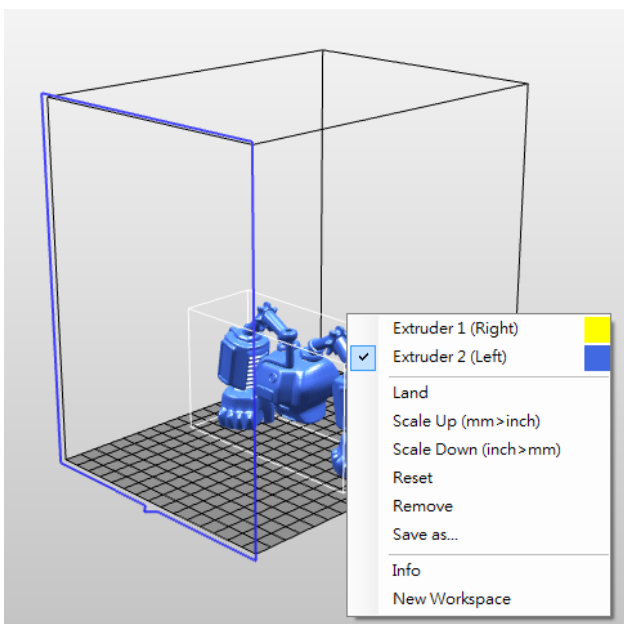 Extruder 1 (Right)
Extruder 2 (Left)
Land
Scale Up (mm>inch)
Scale Down (inch>mm)
Reset
Remove
Save as...
Info
New Workspace